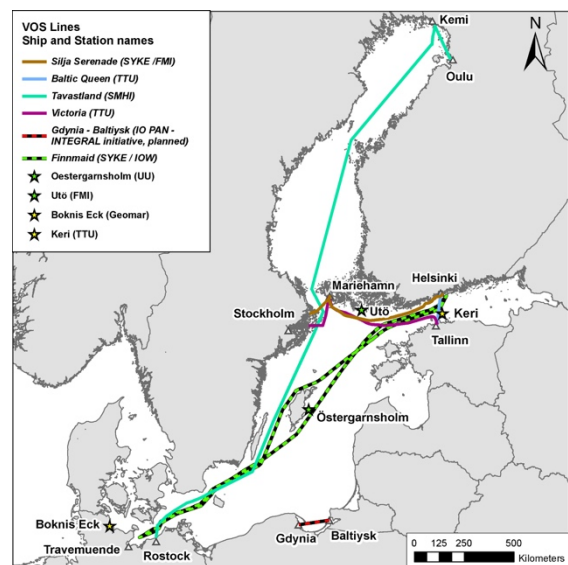 VOS Lines
Ship and Station names
Silja Serenade (SYKE /FMI)
Baltic Queen (TTU)
Tavastland (SMHI)
Victoria (TTU)
Gdynia - Baltiysk (IO PAN -
INTEGRAL initiative, planned)
Finnmaid (SYKE / IOW)
Oestergarnsholm (UU)
Utö (FMI)
Boknis Eck (Geomar)
Keri (TTU)
Kemi
N
Oulu
Mariehamn
Helsinki
Stockholm
Utö
Keri
Tallinn
Östergarnsholm
Boknis Eck
Travemuende
Rostock
Gdynia
Baltiysk
0 125 250 500
Kilometers